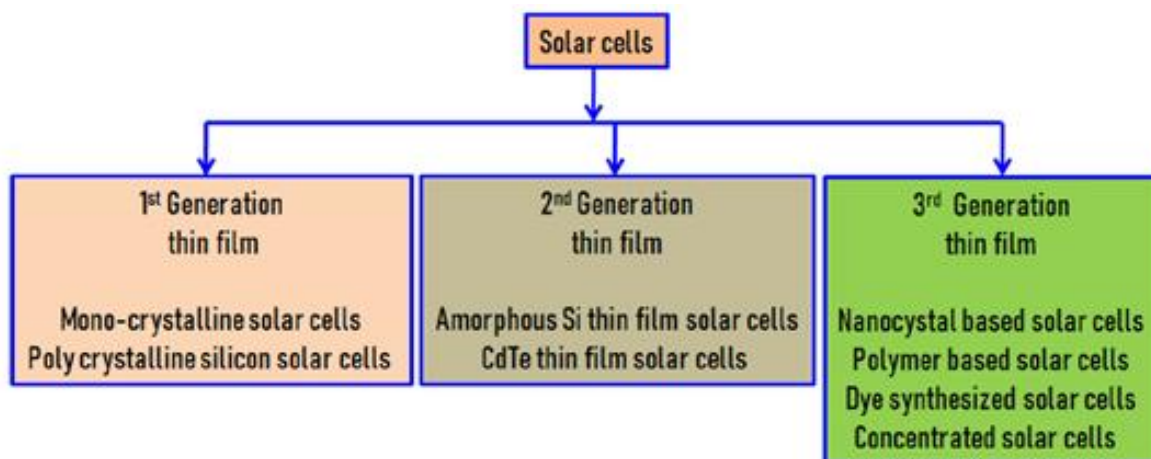 Solar cells
1st Generation
thin film
Mono-crystalline solar cells
Poly crystalline silicon solar cells
2nd Generation
thin film
Amorphous Si thin film solar cells
CdTe thin film solar cells
3rd Generation
thin film
Nanocystal based solar cells
Polymer based solar cells
Dye synthesized solar cells
Concentrated solar cells